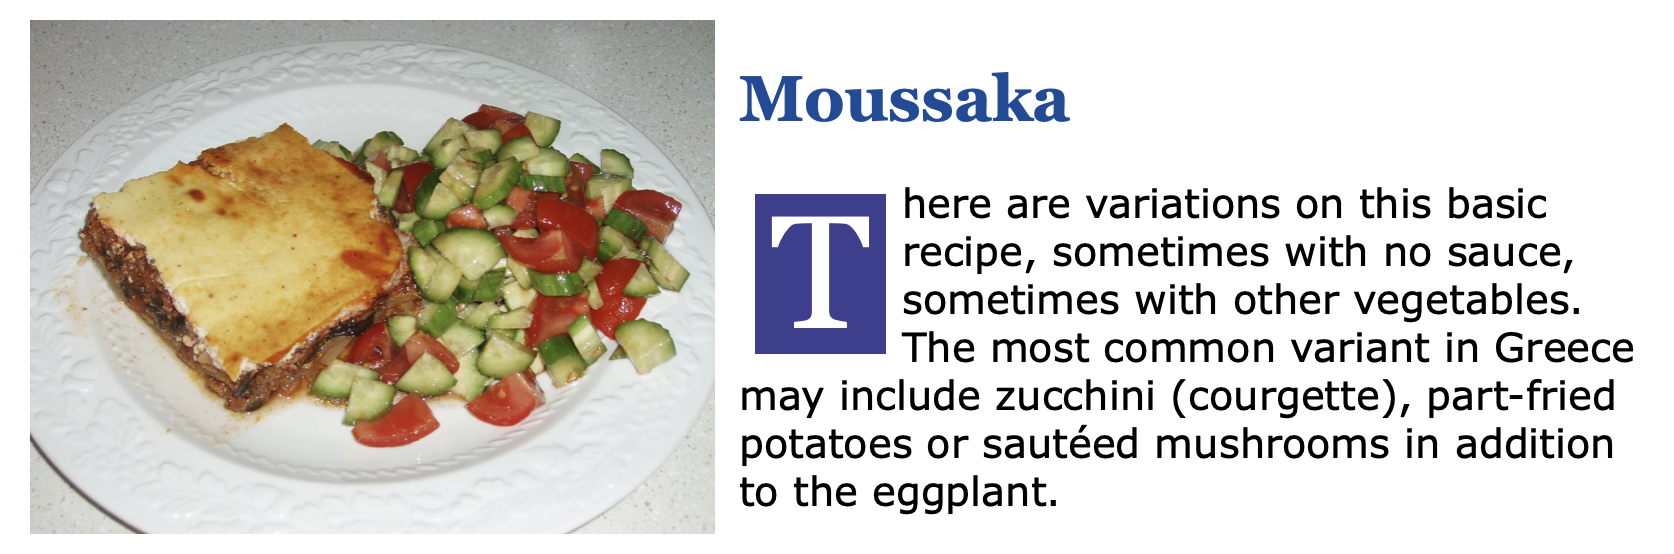 Moussaka
There are variations on this basic
recipe, sometimes with no sauce,
sometimes with other vegetables.
The most common variant in Greece
may include zucchini (courgette), part-fried
potatoes or sautéed mushrooms in addition
to the eggplant.